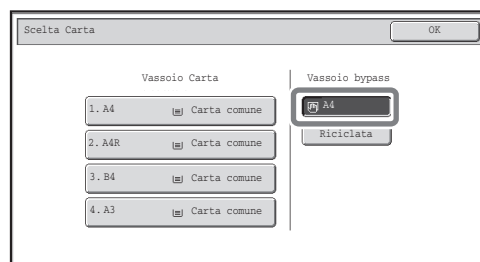 Scelta Carta
OK
Vassoio Carta
Vassoio bypass
1. A4 Carta comune
A4
2. A4R Carta comune
Riciclata
3. B4 Carta comune
4. A3 Carta comune